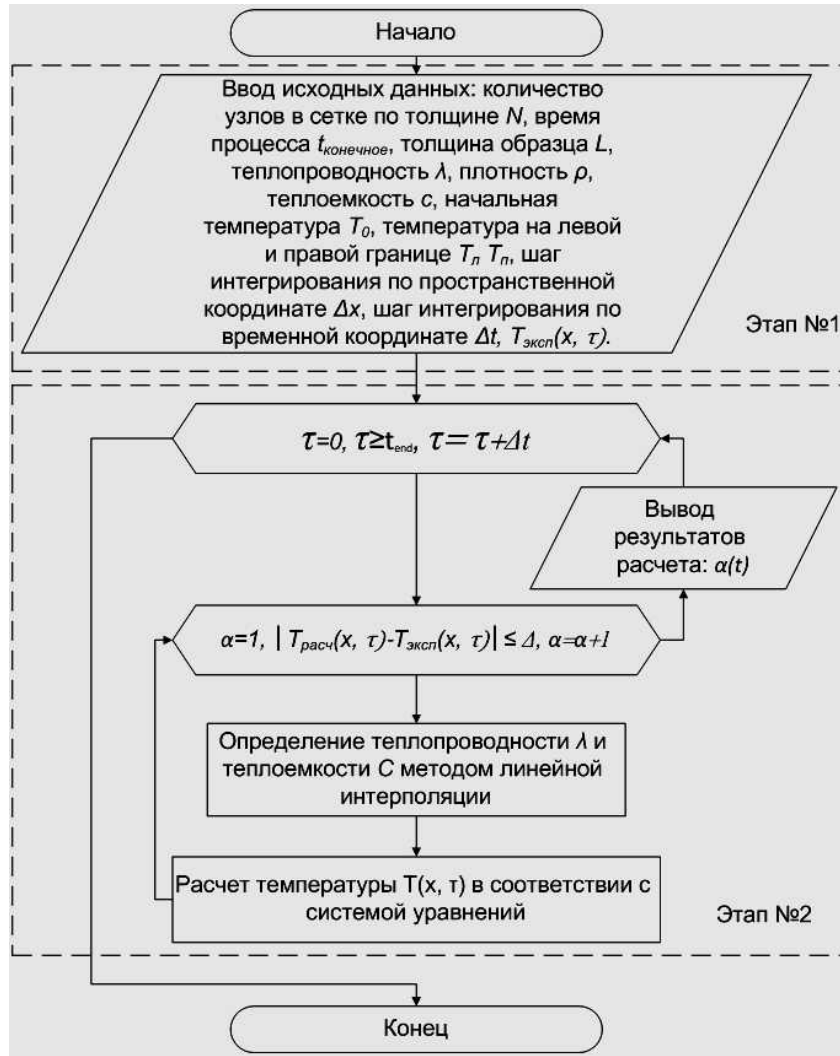 Начало
Ввод исходных данных: количество
узлов в сетке по толщине N, время
процесса tконечное, толщина образца L,
теплопроводность λ, плотность ρ,
теплоемкость с, начальная
температура T0, температура на левой
и правой границе Tл Tп, шаг
интегрирования по пространственной
координате Δx, шаг интегрирования по
временной координате Δt, Tэксп(x, τ).
Этап №1
τ=0, τ≥tend, τ=τ+Δt
Вывод
результатов
расчета: α(t)
α=1, | Tрасч(x, τ)-Tэксп(x, τ)| ≤ Δ, α=α+1
Определение теплопроводности λ и
теплоемкости С методом линейной
интерполяции
Расчет температуры T(x, τ) в соответствии с
системой уравнений
Этап №2
Конец